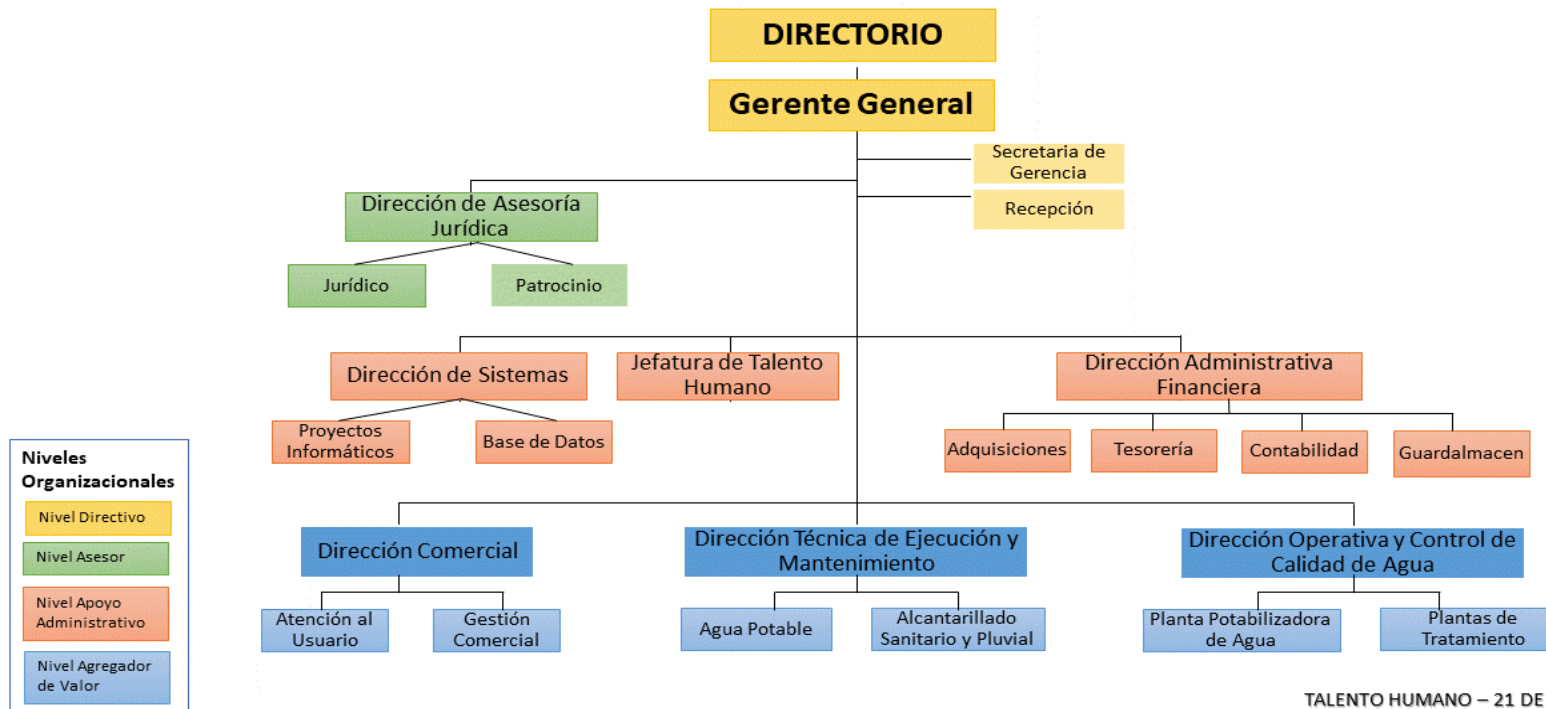 DIRECTORIO
Gerente General
Secretaria de
Gerencia
Recepción
Dirección de Asesoría
Jurídica
Jurídico
Patrocinio
Dirección de Sistemas
Jefatura de Talento
Humano
Dirección Administrativa
Financiera
Proyectos
Informáticos
Base de Datos
Adquisiciones
Tesorería
Contabilidad
Guardalmacen
Niveles
Organizacionales
Nivel Directivo
Nivel Asesor
Nivel Apoyo
Administrativo
Nivel Agregador
de Valor
Dirección Comercial
Dirección Técnica de Ejecución y
Mantenimiento
Dirección Operativa y Control de
Calidad de Agua
Atención al
Usuario
Gestión
Comercial
Agua Potable
Alcantarillado
Sanitario y Pluvial
Planta Potabilizadora
de Agua
Plantas de
Tratamiento
TALENTO HUMANO – 21 DE